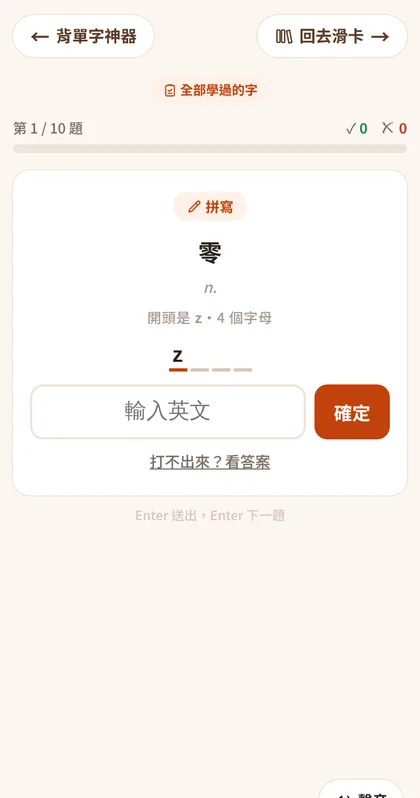 ← 背單字神器
回去滑卡 →
全部學過的字
第 1 / 10 題
✓ 0 ✗ 0
拼寫
零
n.
開頭是 z・4 個字母
z _ _ _
輸入英文
確定
打不出來？看答案
Enter 送出，Enter 下一題